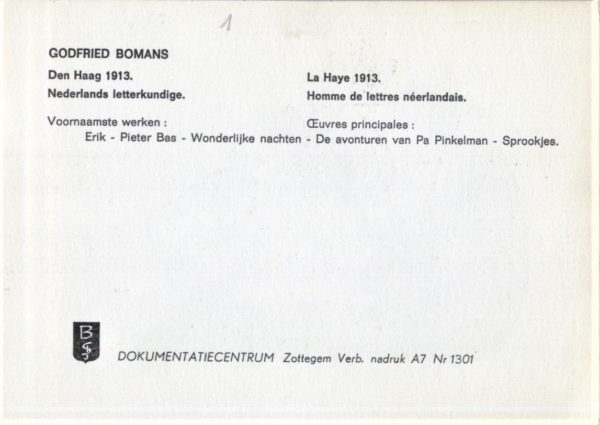 1
GODFRIED BOMANS
Den Haag 1913.
Nederlands letterkundige.
La Haye 1913.
Homme de lettres néerlandais.
Voornaamste werken :
Œuvres principales :
Erik - Pieter Bas - Wonderlijke nachten - De avonturen van Pa Pinkelman - Sprookjes.
B
DOKUMENTATIECENTRUM Zottegem Verb. nadruk A7 Nr 1301